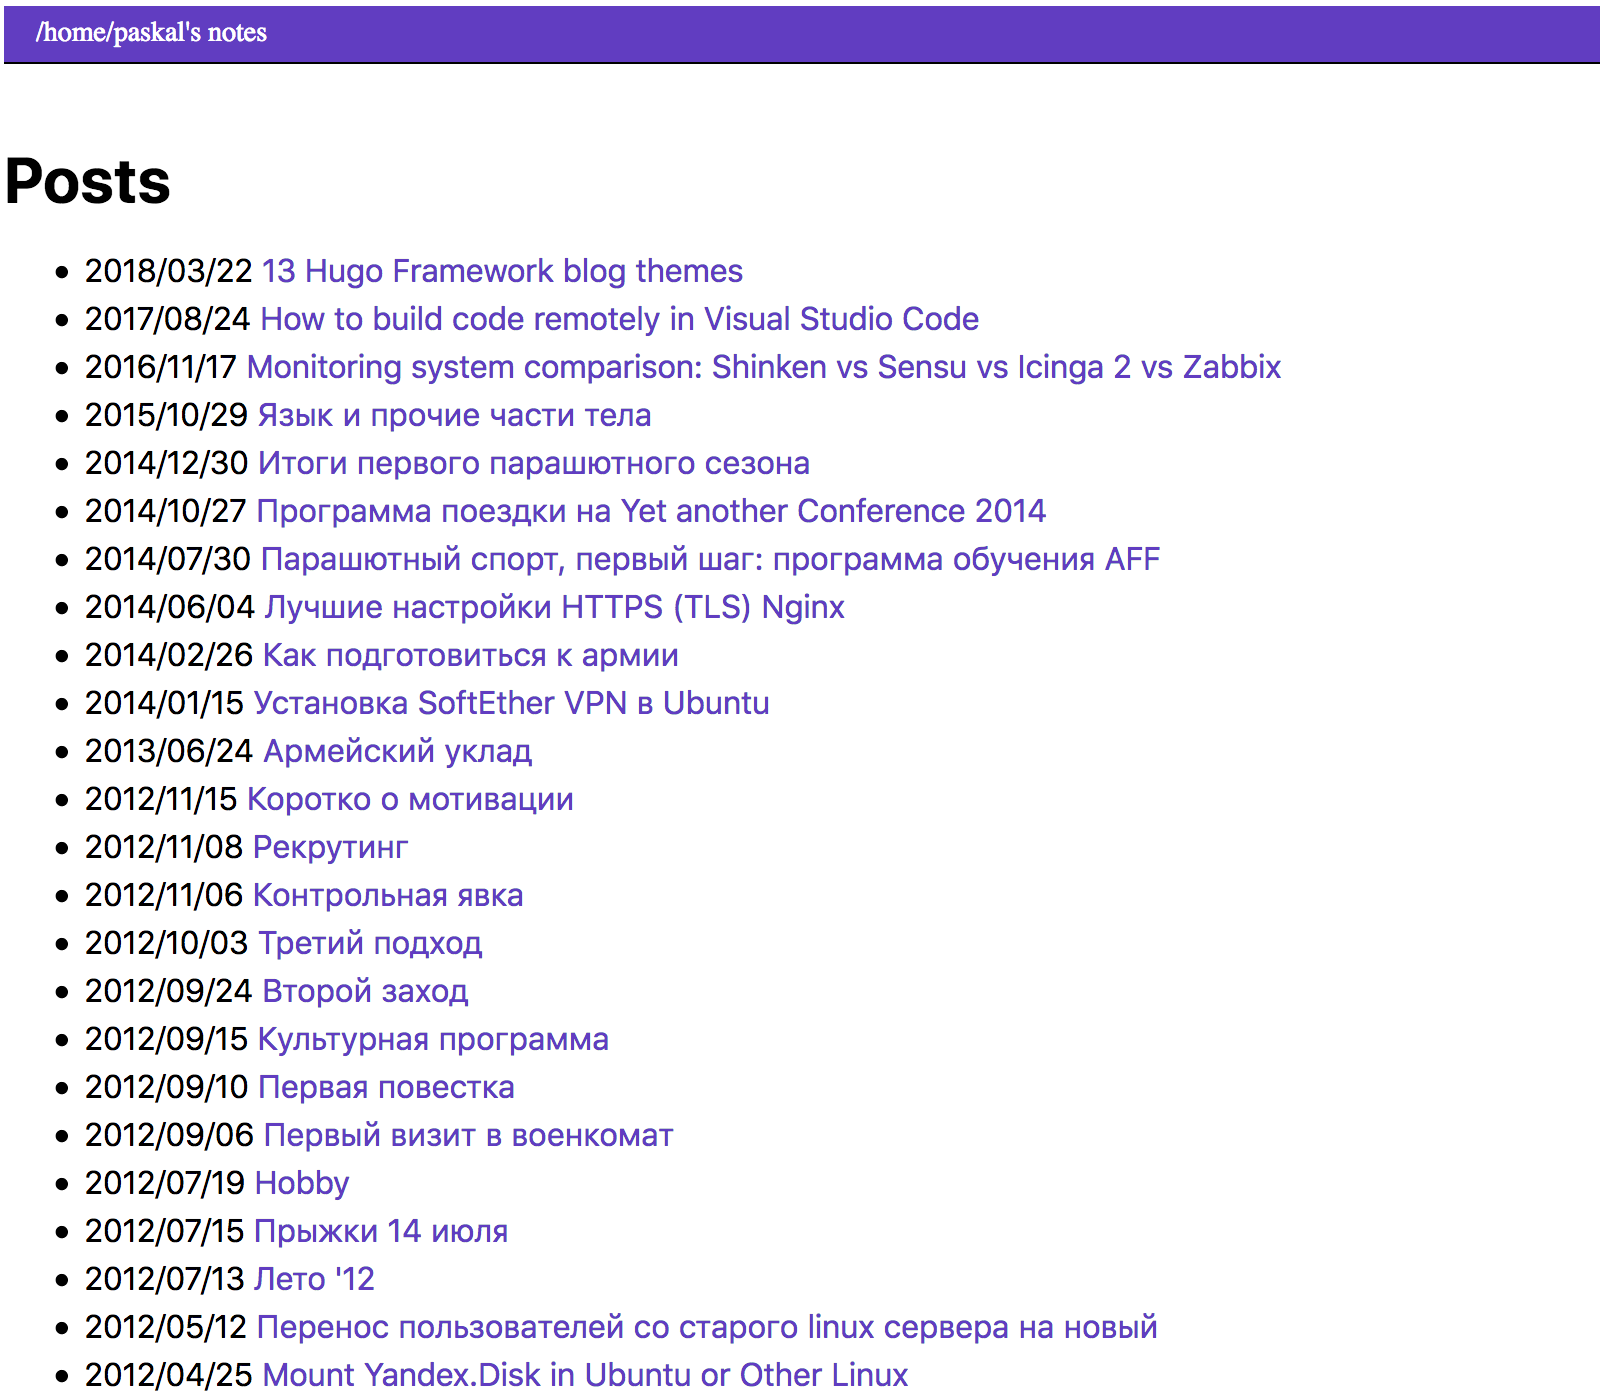 /home/paskal's notes
Posts
2018/03/22 13 Hugo Framework blog themes
2017/08/24 How to build code remotely in Visual Studio Code
2016/11/17 Monitoring system comparison: Shinken vs Sensu vs Icinga 2 vs Zabbix
2015/10/29 Язык и прочие части тела
2014/12/30 Итоги первого парашютного сезона
2014/10/27 Программа поездки на Yet another Conference 2014
2014/07/30 Парашютный спорт, первый шаг: программа обучения AFF
2014/06/04 Лучшие настройки HTTPS (TLS) Nginx
2014/02/26 Как подготовиться к армии
2014/01/15 Установка SoftEther VPN в Ubuntu
2013/06/24 Армейский уклад
2012/11/15 Коротко о мотивации
2012/11/08 Рекрутинг
2012/11/06 Контрольная явка
2012/10/03 Третий подход
2012/09/24 Второй заход
2012/09/15 Культурная программа
2012/09/10 Первая повестка
2012/09/06 Первый визит в военкомат
2012/07/19 Hobby
2012/07/15 Прыжки 14 июля
2012/07/13 Лето '12
2012/05/12 Перенос пользователей со старого linux сервера на новый
2012/04/25 Mount Yandex.Disk in Ubuntu or Other Linux